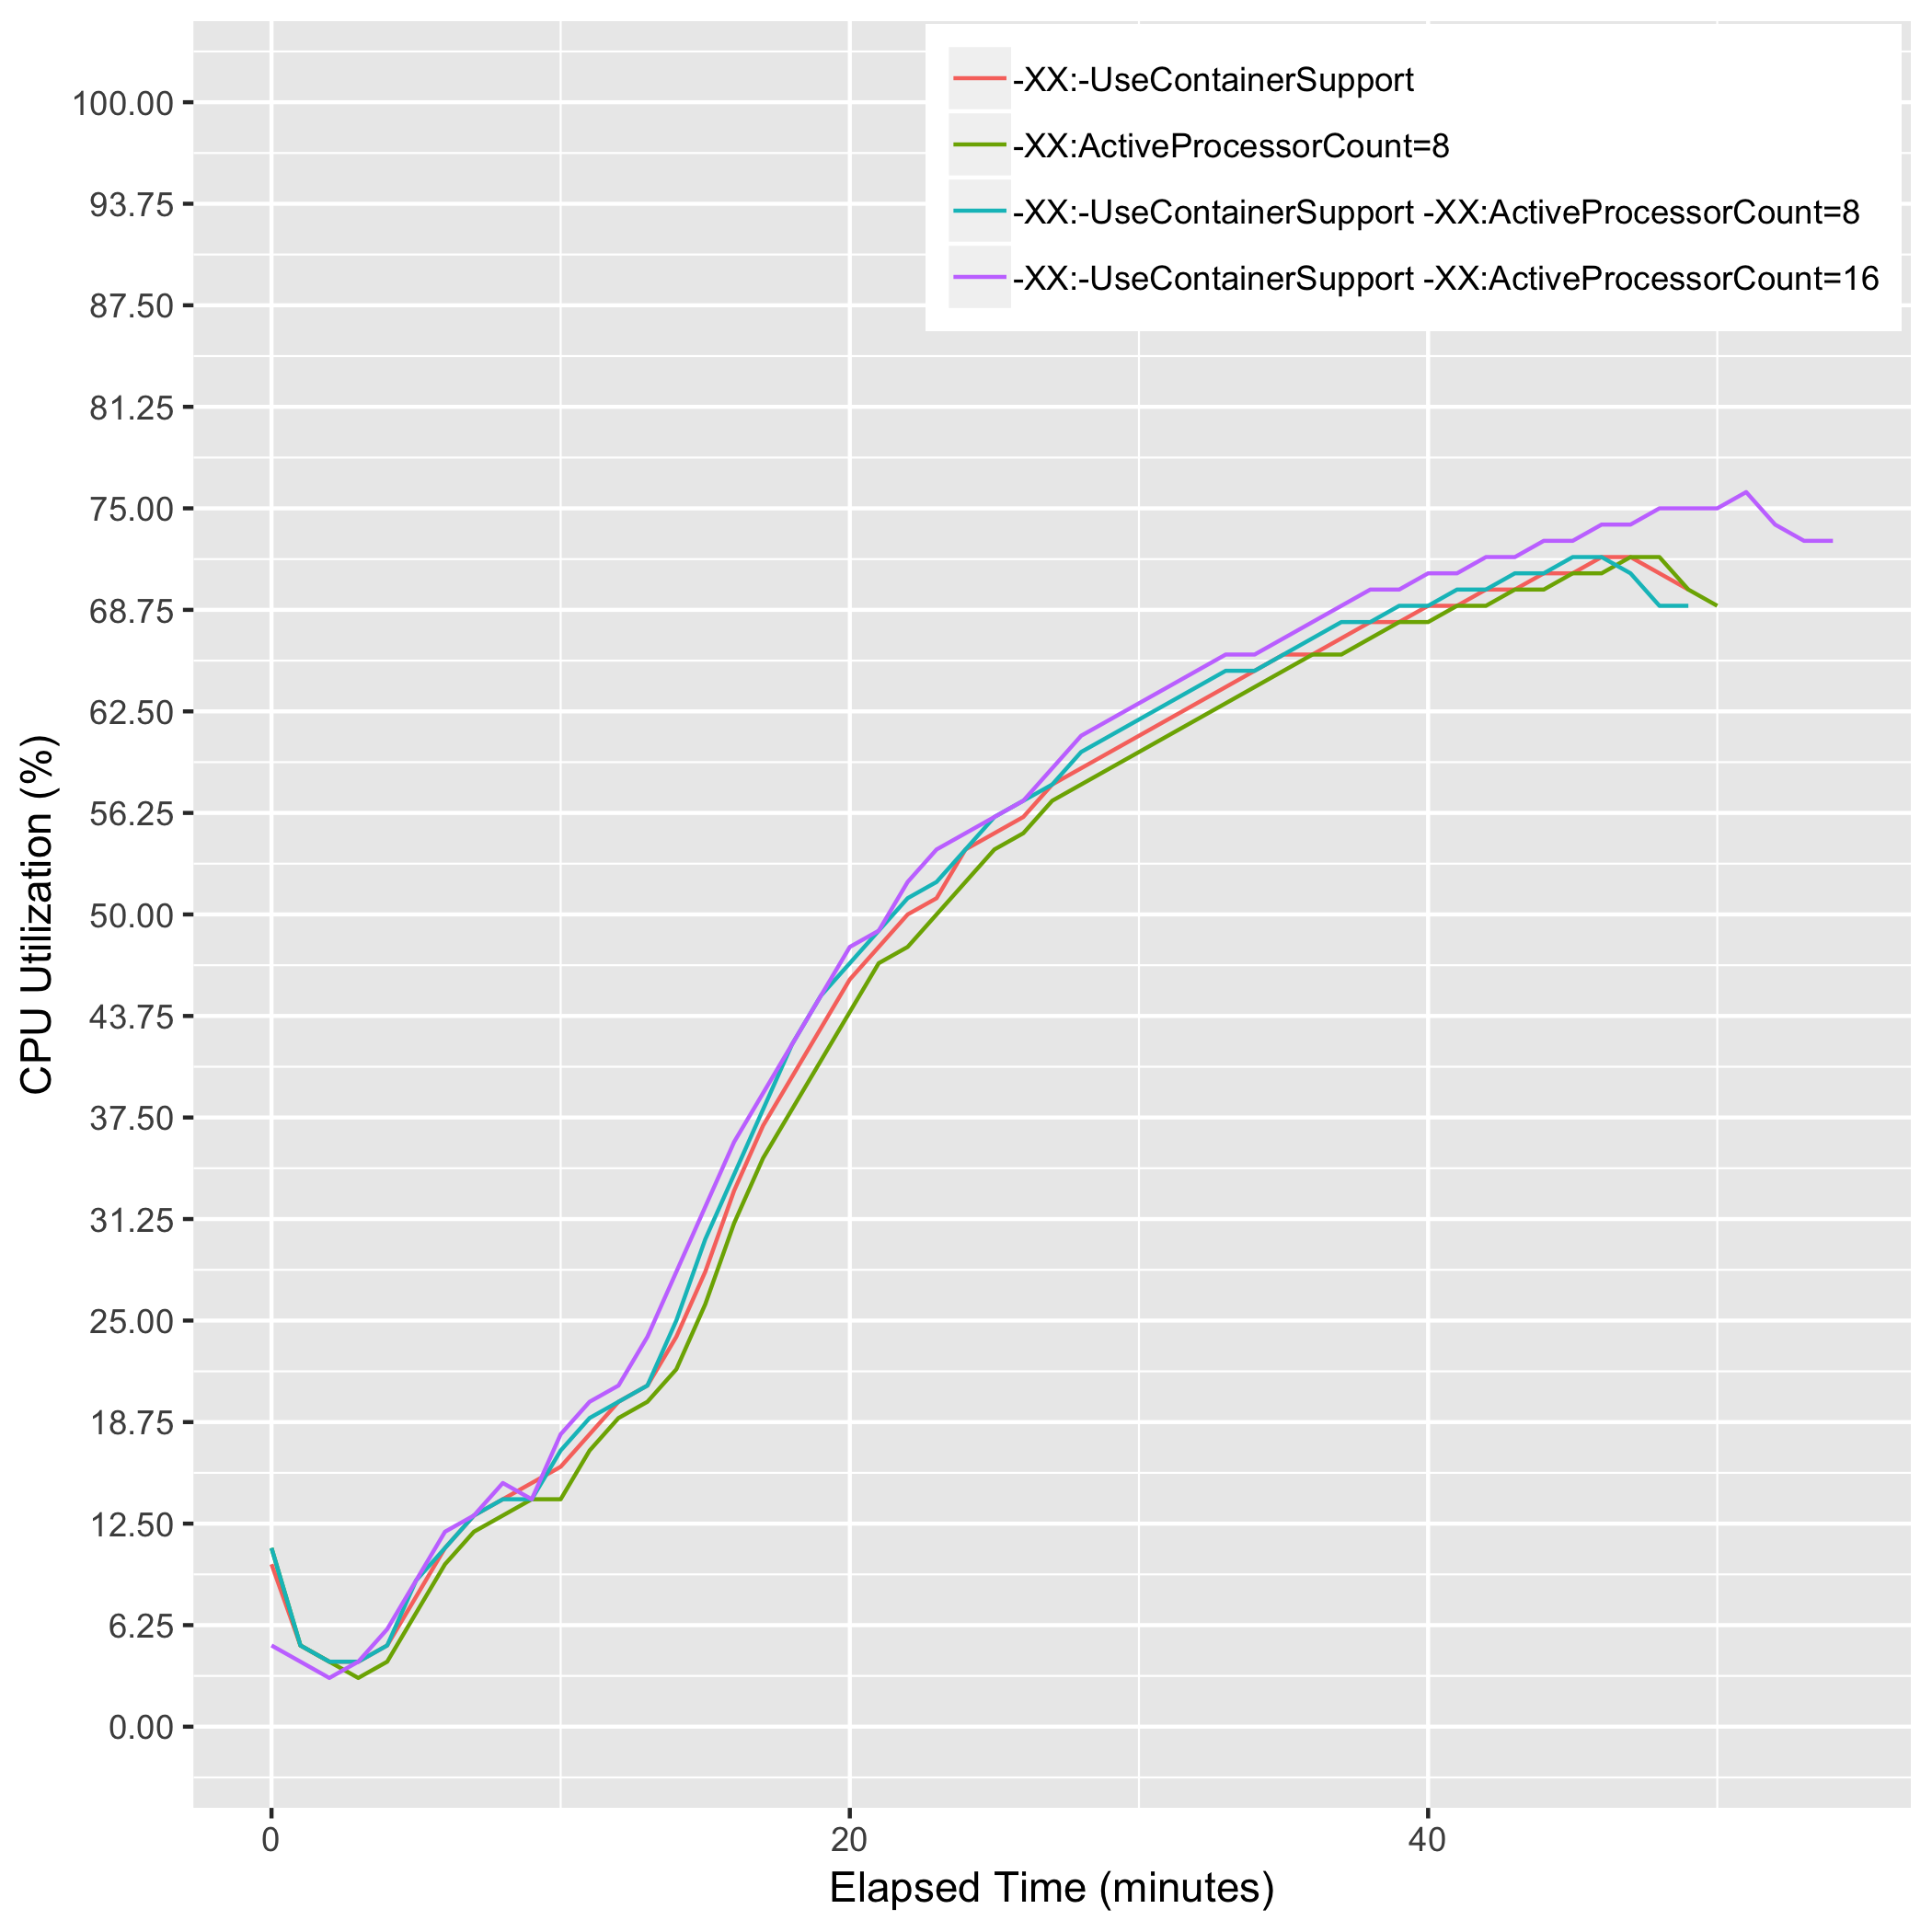 -XX:-UseContainerSupport
-XX:ActiveProcessorCount=8
-XX:-UseContainerSupport -XX:ActiveProcessorCount=8
-XX:-UseContainerSupport -XX:ActiveProcessorCount=16
100.00
93.75
87.50
81.25
75.00
68.75
62.50
56.25
50.00
43.75
37.50
31.25
25.00
18.75
12.50
6.25
0.00
CPU Utilization (%)
0 20 40
Elapsed Time (minutes)